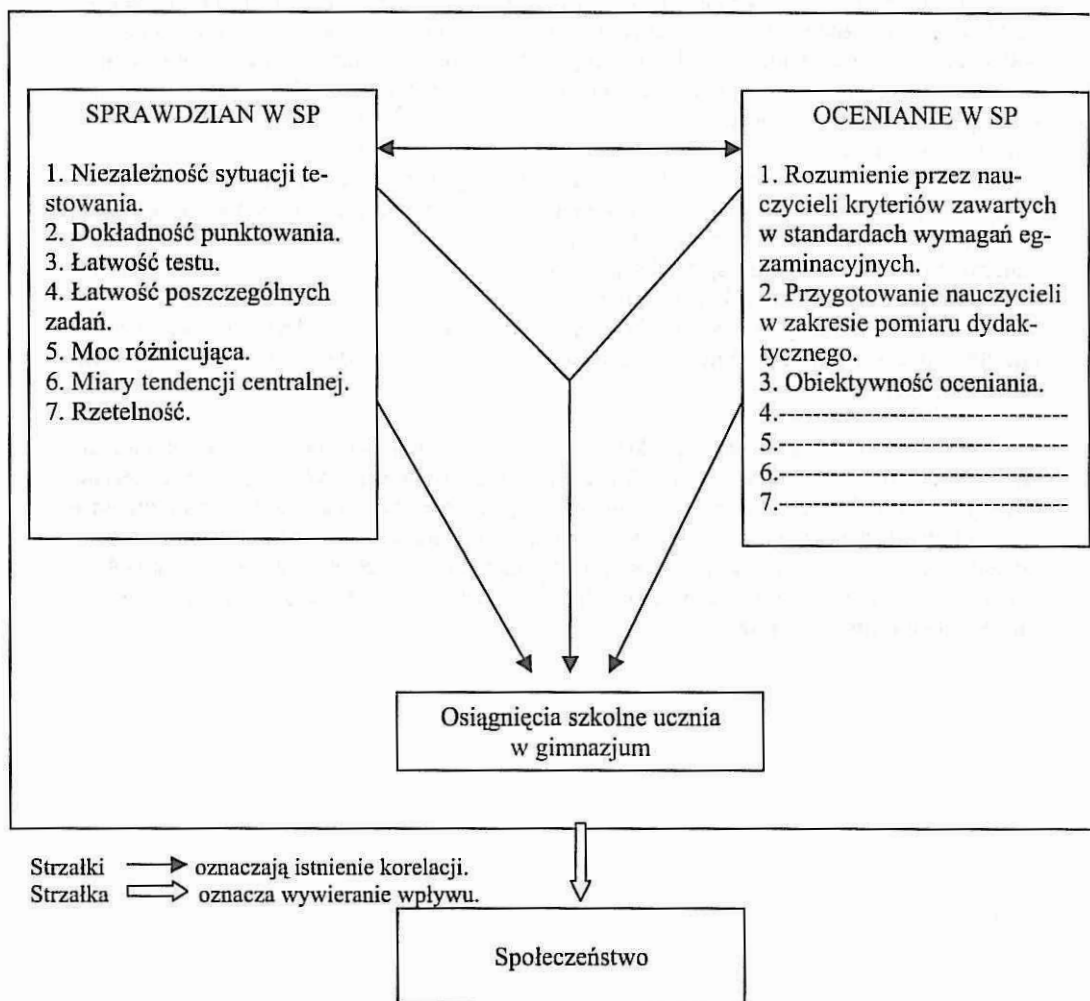 SPRAWDZIAN W SP
1. Niezależność sytuacji te-
stowania.
2. Dokładność punktowania.
3. Łatwość testu.
4. Łatwość poszczególnych
zadań.
5. Moc różnicująca.
6. Miary tendencji centralnej.
7. Rzetelność.
OCENIANIE W SP
1. Rozumienie przez nau-
czycieli kryteriów zawartych
w standardach wymagań eg-
zaminacyjnych.
2. Przygotowanie nauczycieli
w zakresie pomiaru dydak-
tycznego.
3. Obiektywność oceniania.
4.-----------------------------
5.-----------------------------
6.-----------------------------
7.-----------------------------
Osiągnięcia szkolne ucznia
w gimnazjum
Strzałki oznaczają istnienie korelacji.
Strzałka oznacza wywieranie wpływu.
Społeczeństwo